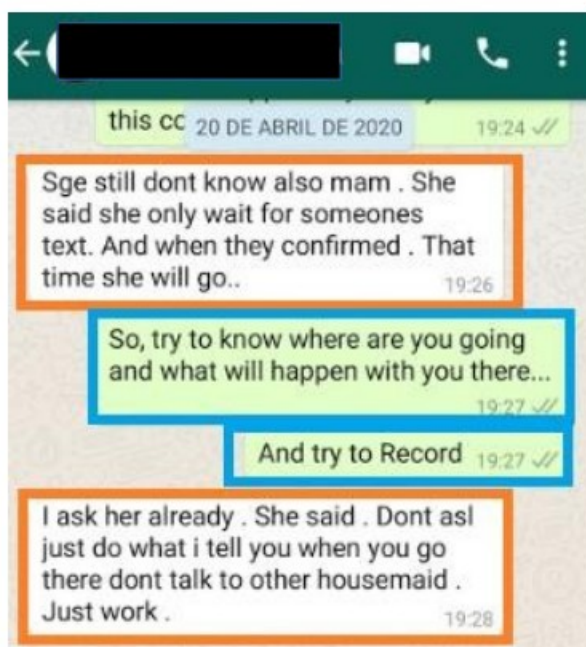 this cc
20 DE ABRIL DE 2020
19:24
Sge still dont know also mam . She
said she only wait for someones
text. And when they confirmed . That
time she will go..
19:26
So, try to know where are you going
and what will happen with you there...
19:27
And try to Record 19:27
I ask her already . She said . Dont asl
just do what i tell you when you go
there dont talk to other housemaid .
Just work .
19:28